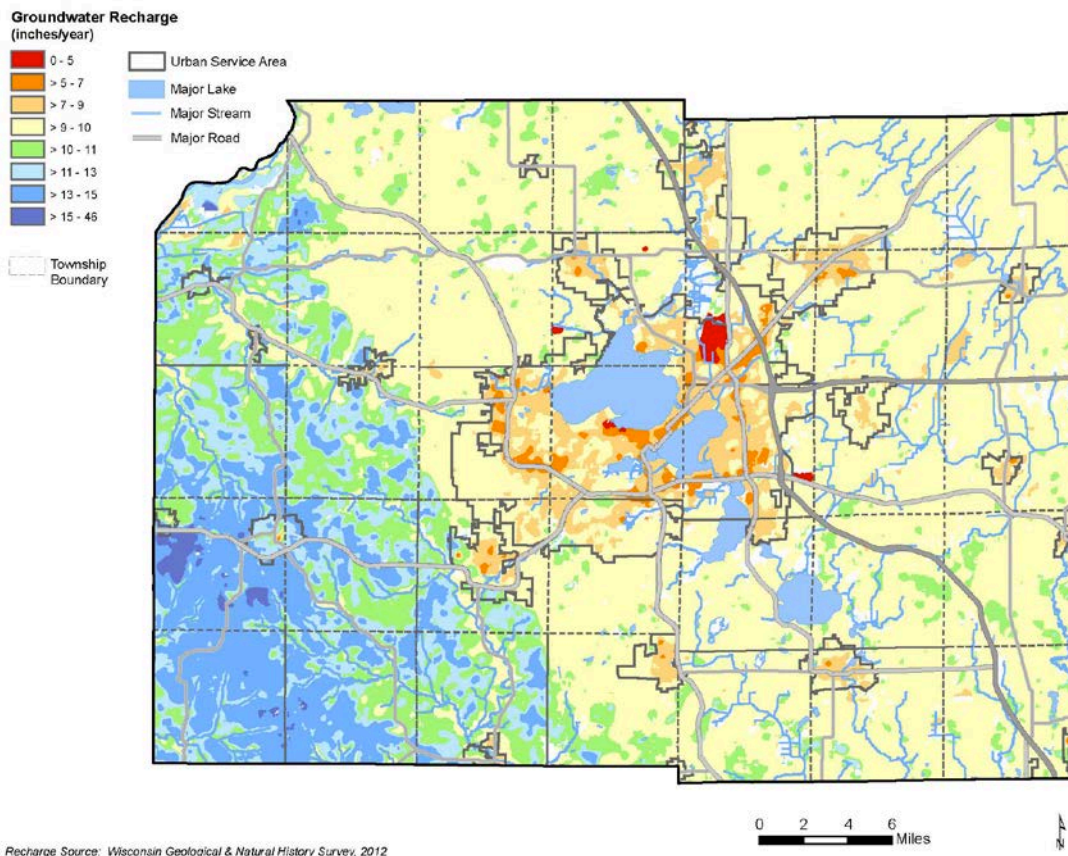 Groundwater Recharge
(inches/year)
0 - 5
> 5 - 7
> 7 - 9
> 9 - 10
> 10 - 11
> 11 - 13
> 13 - 15
> 15 - 46
Township
Boundary
Urban Service Area
Major Lake
Major Stream
Major Road
0 2 4 6
Miles
N
Recharge Source: Wisconsin Geological & Natural History Survey, 2012